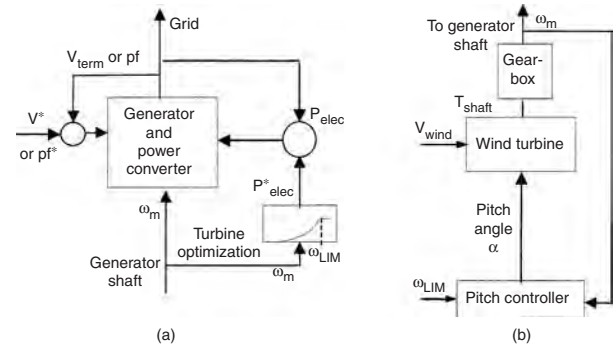 Grid
V_term or pf
V*
or pf*
Generator
and
power
converter
P_elec
P*_elec
ω_m
Turbine
optimization
ω_LIM
ω_m
Generator
shaft
(a)
To generator
shaft
ω_m
Gear-
box
T_shaft
V_wind
Wind turbine
Pitch
angle
α
ω_LIM
Pitch controller
(b)